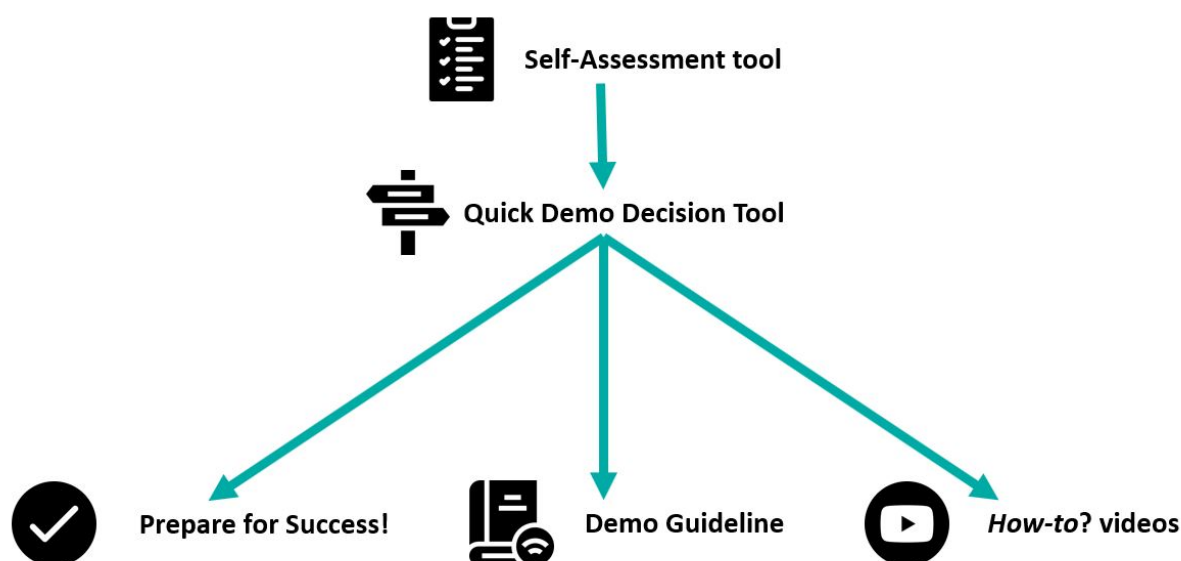 Self-Assessment tool
Quick Demo Decision Tool
Prepare for Success!
Demo Guideline
How-to? videos